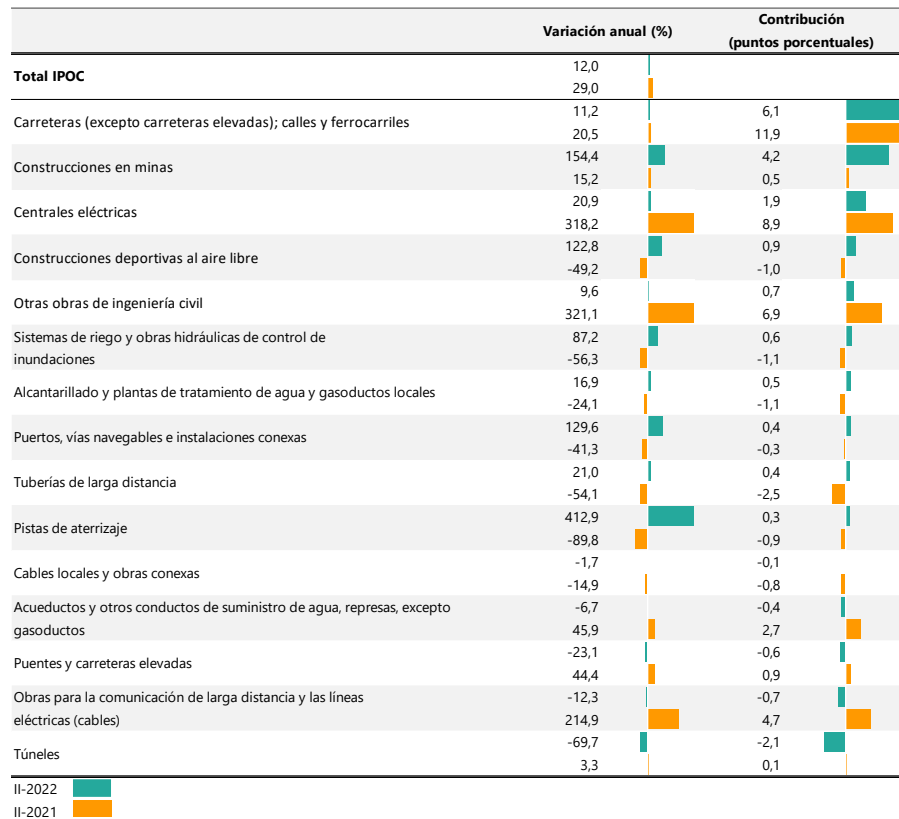 Variación anual (%)
Contribución
(puntos porcentuales)
Total IPOC
12,0
29,0
Carreteras (excepto carreteras elevadas); calles y ferrocarriles
11,2 6,1
20,5 11,9
Construcciones en minas
154,4 4,2
15,2 0,5
Centrales eléctricas
20,9 1,9
318,2 8,9
Construcciones deportivas al aire libre
122,8 0,9
-49,2 -1,0
Otras obras de ingeniería civil
9,6 0,7
321,1 6,9
Sistemas de riego y obras hidráulicas de control de
inundaciones
87,2 0,6
-56,3 -1,1
Alcantarillado y plantas de tratamiento de agua y gasoductos locales
16,9 0,5
-24,1 -1,1
Puertos, vías navegables e instalaciones conexas
129,6 0,4
-41,3 -0,3
Tuberías de larga distancia
21,0 0,4
-54,1 -2,5
Pistas de aterrizaje
412,9 0,3
-89,8 -0,9
Cables locales y obras conexas
-1,7 -0,1
-14,9 -0,8
Acueductos y otros conductos de suministro de agua, represas, excepto
gasoductos
-6,7 -0,4
45,9 2,7
Puentes y carreteras elevadas
-23,1 -0,6
44,4 0,9
Obras para la comunicación de larga distancia y las líneas
eléctricas (cables)
-12,3 -0,7
214,9 4,7
Túneles
-69,7 -2,1
3,3 0,1
II-2022
II-2021